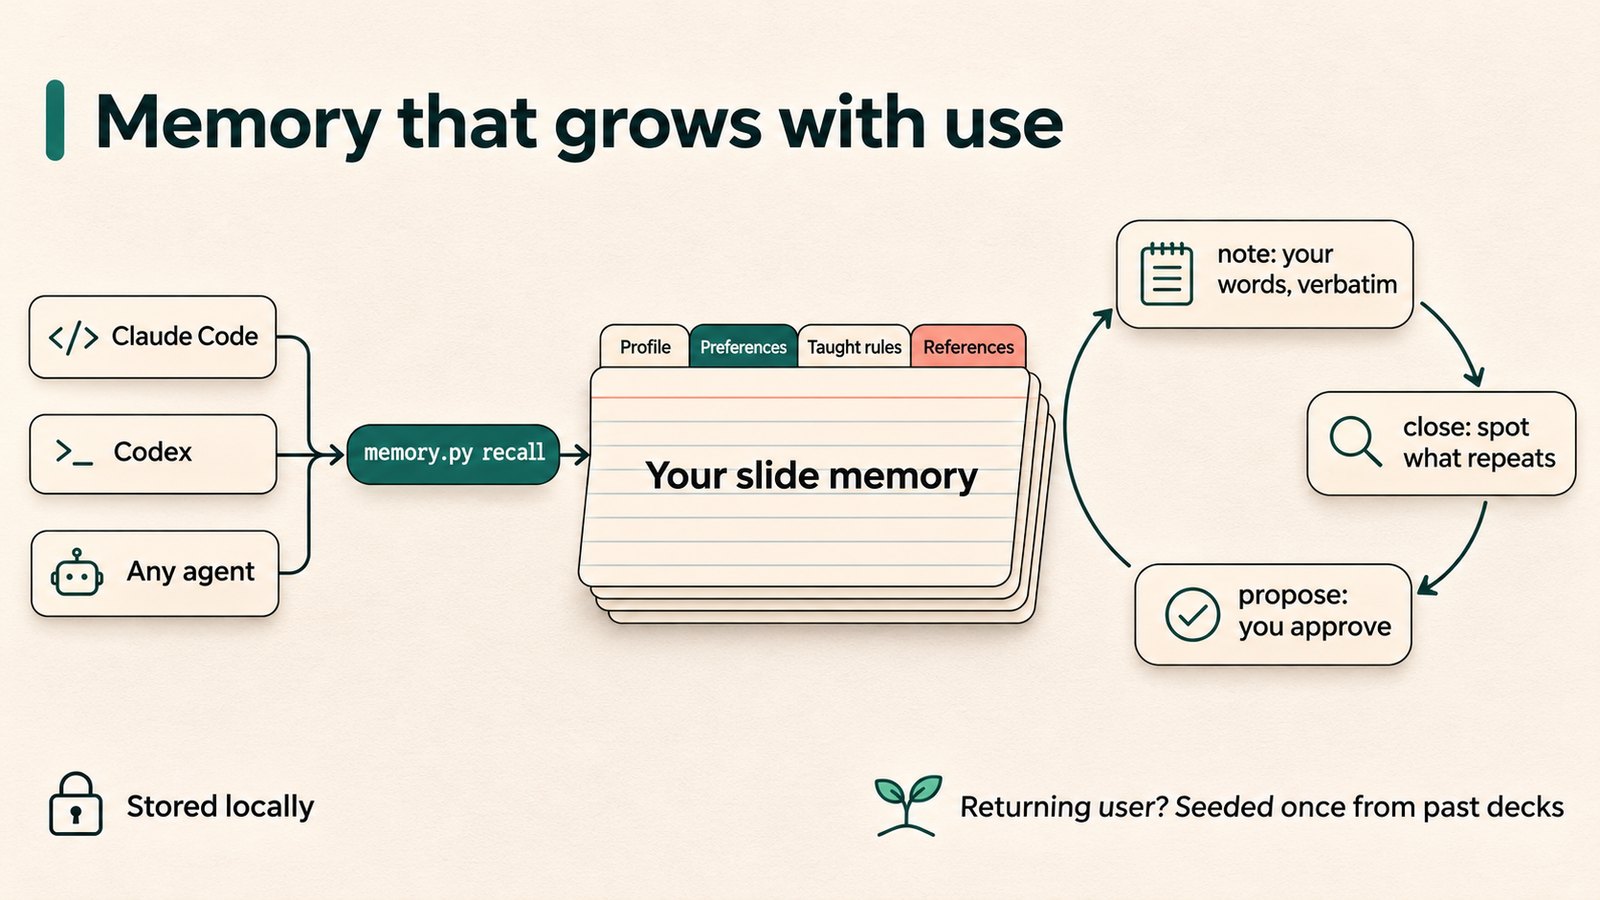 Memory that grows with use
</> Claude Code
>_ Codex
Any agent
memory.py recall
Profile
Preferences
Taught rules
References
Your slide memory
note: your
words, verbatim
close: spot
what repeats
propose:
you approve
Stored locally
Returning user? Seeded once from past decks